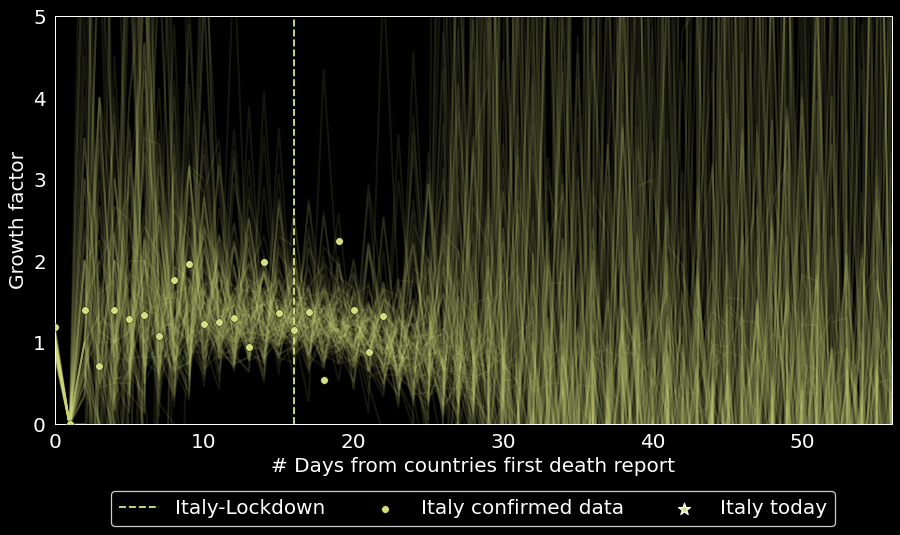 5
4
3
2
1
0
Growth factor
0 10 20 30 40 50
# Days from countries first death report
Italy-Lockdown Italy confirmed data Italy today